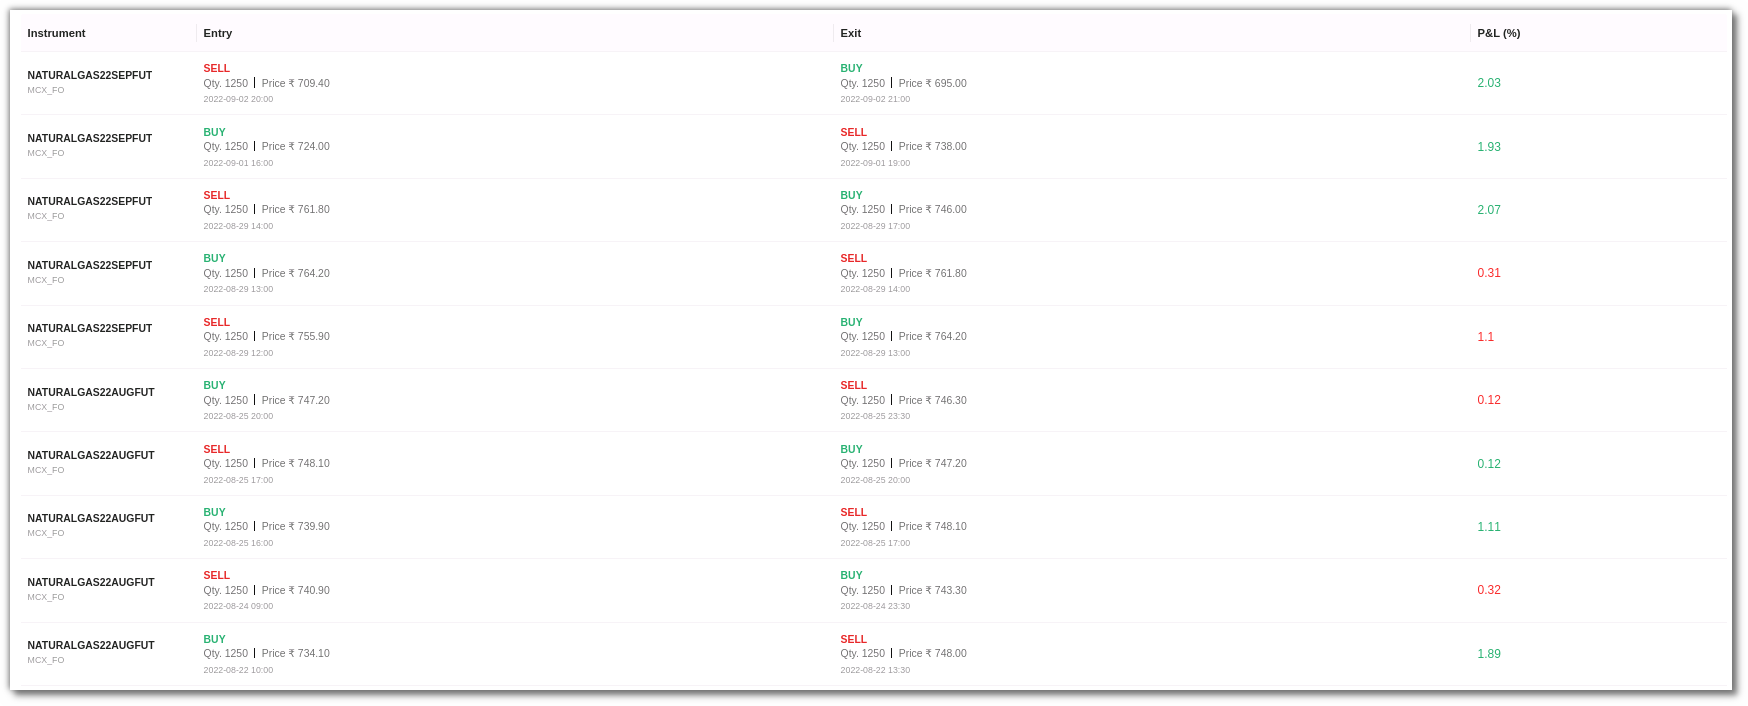 Instrument Entry Exit P&L (%)
NATURALGAS22SEPFUT
MCX_FO
SELL
Qty. 1250 | Price ₹ 709.40
2022-09-02 20:00
BUY
Qty. 1250 | Price ₹ 695.00
2022-09-02 21:00
2.03
NATURALGAS22SEPFUT
MCX_FO
BUY
Qty. 1250 | Price ₹ 724.00
2022-09-01 16:00
SELL
Qty. 1250 | Price ₹ 738.00
2022-09-01 19:00
1.93
NATURALGAS22SEPFUT
MCX_FO
SELL
Qty. 1250 | Price ₹ 761.80
2022-08-29 14:00
BUY
Qty. 1250 | Price ₹ 746.00
2022-08-29 17:00
2.07
NATURALGAS22SEPFUT
MCX_FO
BUY
Qty. 1250 | Price ₹ 764.20
2022-08-29 13:00
SELL
Qty. 1250 | Price ₹ 761.80
2022-08-29 14:00
0.31
NATURALGAS22SEPFUT
MCX_FO
SELL
Qty. 1250 | Price ₹ 755.90
2022-08-29 12:00
BUY
Qty. 1250 | Price ₹ 764.20
2022-08-29 13:00
1.1
NATURALGAS22AUGFUT
MCX_FO
BUY
Qty. 1250 | Price ₹ 747.20
2022-08-25 20:00
SELL
Qty. 1250 | Price ₹ 746.30
2022-08-25 23:30
0.12
NATURALGAS22AUGFUT
MCX_FO
SELL
Qty. 1250 | Price ₹ 748.10
2022-08-25 17:00
BUY
Qty. 1250 | Price ₹ 747.20
2022-08-25 20:00
0.12
NATURALGAS22AUGFUT
MCX_FO
BUY
Qty. 1250 | Price ₹ 739.90
2022-08-25 16:00
SELL
Qty. 1250 | Price ₹ 748.10
2022-08-25 17:00
1.11
NATURALGAS22AUGFUT
MCX_FO
SELL
Qty. 1250 | Price ₹ 740.90
2022-08-24 09:00
BUY
Qty. 1250 | Price ₹ 743.30
2022-08-24 23:30
0.32
NATURALGAS22AUGFUT
MCX_FO
BUY
Qty. 1250 | Price ₹ 734.10
2022-08-22 10:00
SELL
Qty. 1250 | Price ₹ 748.00
2022-08-22 13:30
1.89